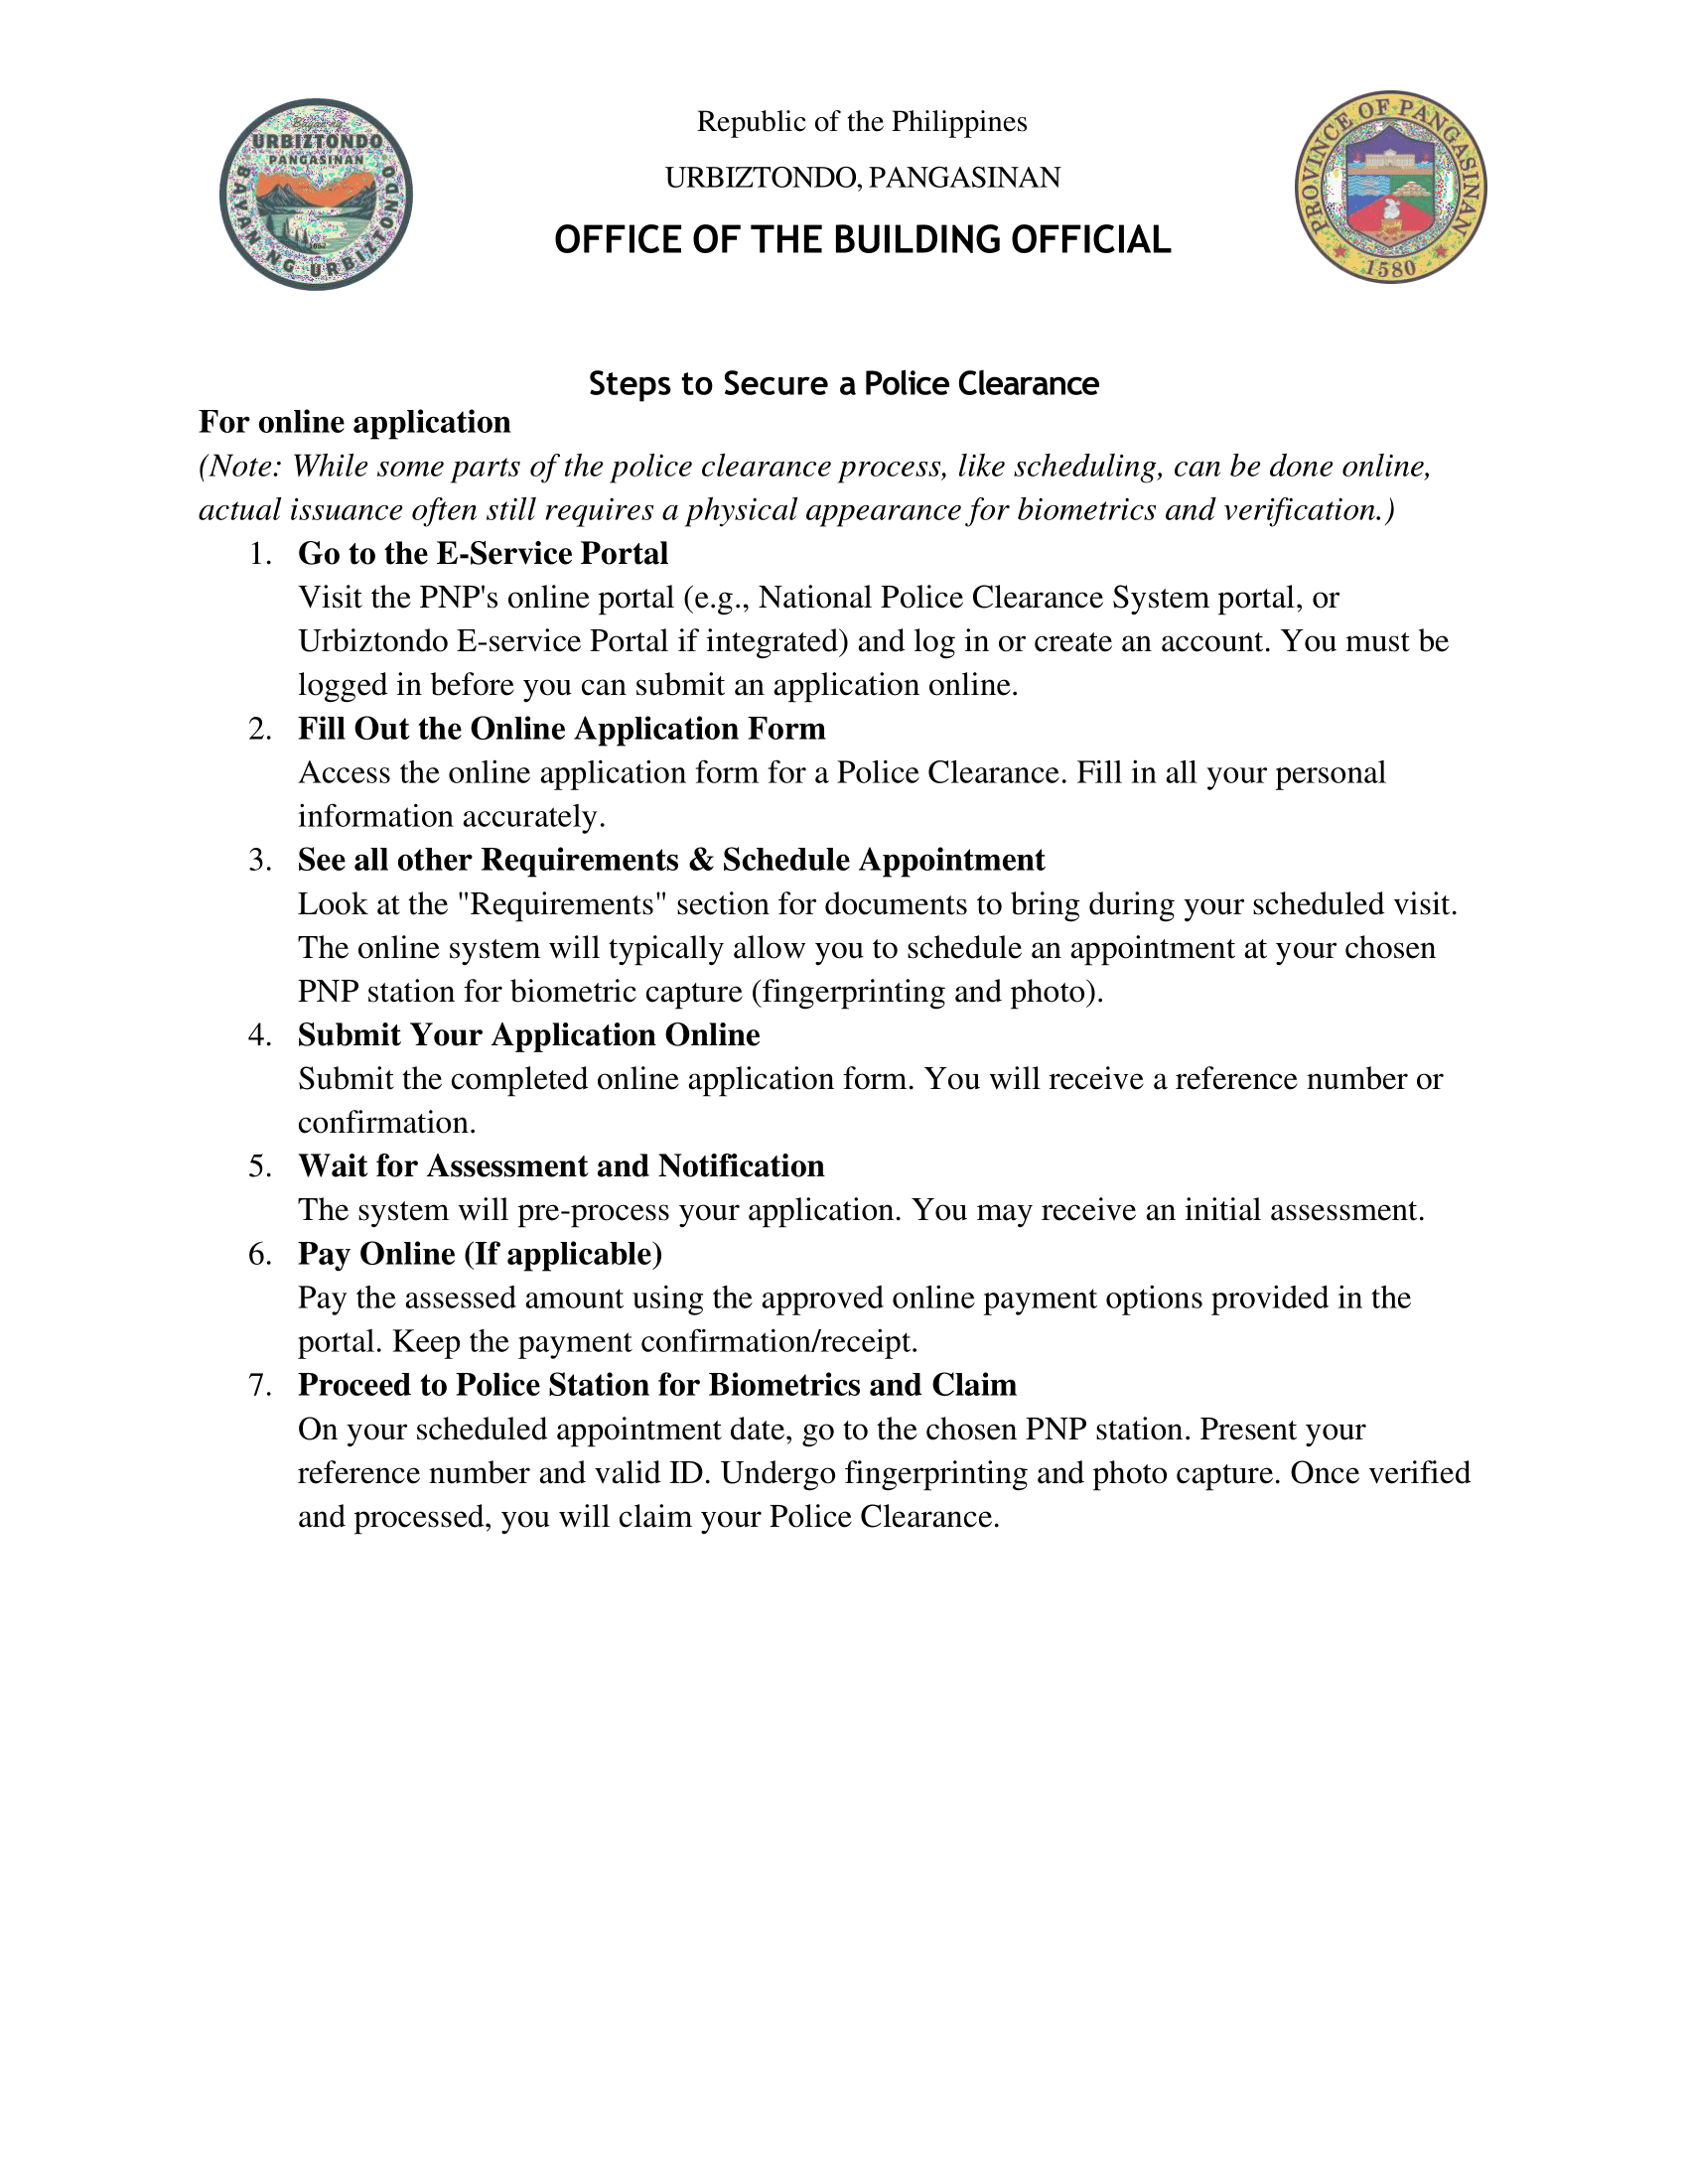 Bayan ng
URBIZTONDO
PANGASINAN
BAYAN NG URBIZTONDO
Republic of the Philippines
URBIZTONDO, PANGASINAN
OFFICE OF THE BUILDING OFFICIAL
PROVINCE OF PANGASINAN
1580
Steps to Secure a Police Clearance
For online application
(Note: While some parts of the police clearance process, like scheduling, can be done online,
actual issuance often still requires a physical appearance for biometrics and verification.)
1. Go to the E-Service Portal
Visit the PNP's online portal (e.g., National Police Clearance System portal, or
Urbiztondo E-service Portal if integrated) and log in or create an account. You must be
logged in before you can submit an application online.
2. Fill Out the Online Application Form
Access the online application form for a Police Clearance. Fill in all your personal
information accurately.
3. See all other Requirements & Schedule Appointment
Look at the "Requirements" section for documents to bring during your scheduled visit.
The online system will typically allow you to schedule an appointment at your chosen
PNP station for biometric capture (fingerprinting and photo).
4. Submit Your Application Online
Submit the completed online application form. You will receive a reference number or
confirmation.
5. Wait for Assessment and Notification
The system will pre-process your application. You may receive an initial assessment.
6. Pay Online (If applicable)
Pay the assessed amount using the approved online payment options provided in the
portal. Keep the payment confirmation/receipt.
7. Proceed to Police Station for Biometrics and Claim
On your scheduled appointment date, go to the chosen PNP station. Present your
reference number and valid ID. Undergo fingerprinting and photo capture. Once verified
and processed, you will claim your Police Clearance.